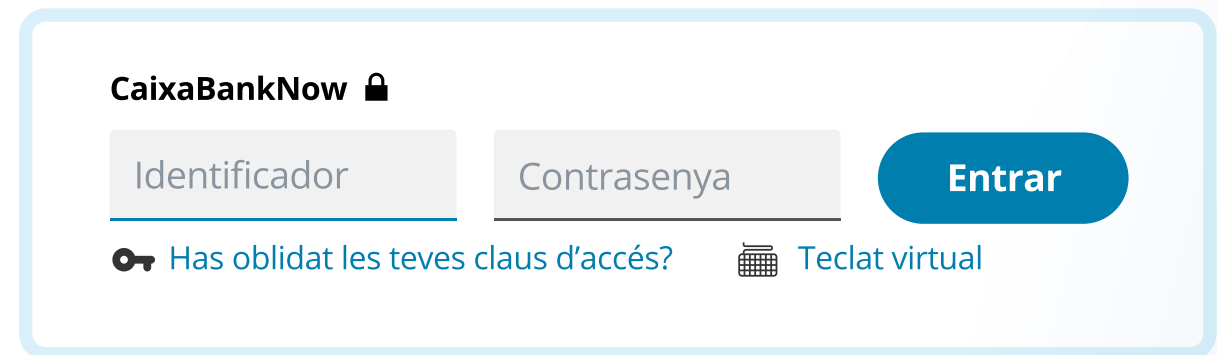 CaixaBankNow
Identificador Contrasenya Entrar
Has oblidat les teves claus d’accés? Teclat virtual